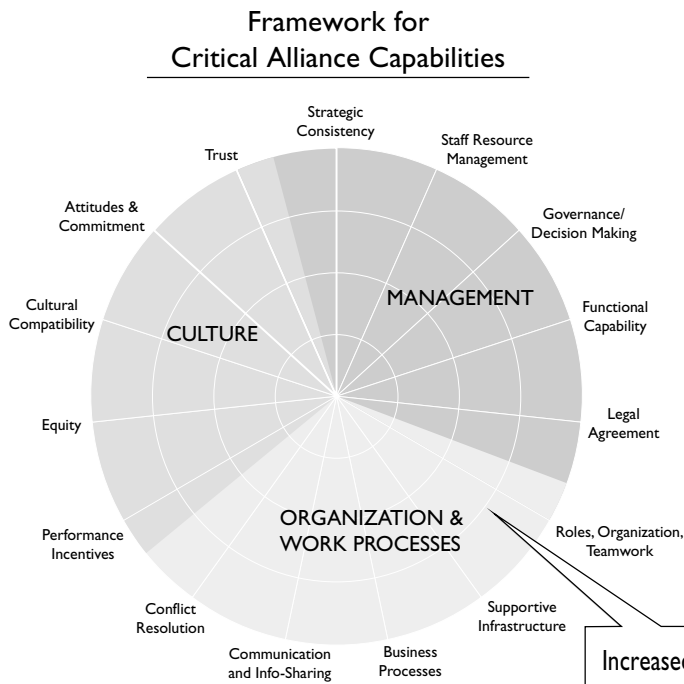 Framework for
Critical Alliance Capabilities
Strategic
Consistency
Staff Resource
Management
Trust
Attitudes &
Commitment
Governance/
Decision Making
MANAGEMENT
Cultural
Compatibility
Functional
Capability
CULTURE
Equity
Legal
Agreement
ORGANIZATION &
WORK PROCESSES
Performance
Incentives
Roles, Organization,
Teamwork
Conflict
Resolution
Supportive
Infrastructure
Communication
and Info-Sharing
Business
Processes
Increased